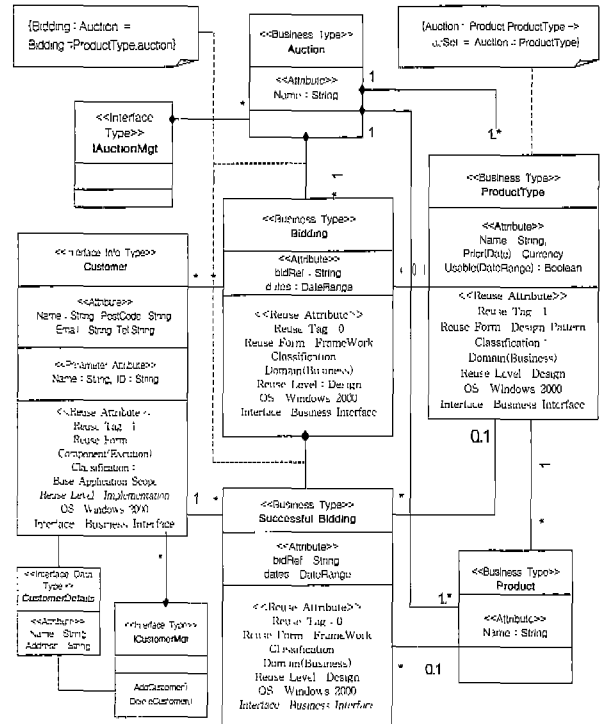 {Bidding : Auction =
Bidding :ProductType.auction}
<<Business Type>>
Auction
<<Attribute>>
Name : String
{Auction : Product.ProductType ->
asSet = Auction : ProductType}
1
*
1
1..*
<<Interface
Type>>
IAuctionMgt
1
*
<<Business Type>>
ProductType
<<Attribute>>
Name String,
Price(Date) Currency
Usable(DateRange) : Boolean
<<Reuse Attribute>>
Reuse Tag 1
Reuse Form Design Pattern
Classification :
Domain(Business)
Reuse Level Design
OS Windows 2000
Interface Business Interface
<<Business Type>>
Bidding
<<Attribute>>
bidRef - String
dates : DateRange
<<Reuse Attribute>>
Reuse Tag 0
Reuse Form FrameWork
Classification
Domain(Business)
Reuse Level : Design
OS Windows 2000
Interface Business Interface
<<Interface Info Type>>
Customer
<<Attribute>>
Name - String PostCode String
Email String Tel String
<<Parameter Attribute>>
Name : String, ID : String
<<Reuse Attribute>>
Reuse Tag 1
Reuse Form
Component(Execution)
Classification :
Base Application Scope
Reuse Level Implementation
OS Windows 2000
Interface Business Interface
* *
* 0..1
0.1
1 *
*
1
*
<<Business Type>>
Successful Bidding
<<Attribute>>
bidRef String
dates DateRange
<<Reuse Attribute>>
Reuse Tag - 0
Reuse Form FrameWork
Classification
Domain(Business)
Reuse Level Design
OS Windows 2000
Interface Business Interface
<<Interface Data
Type>>
CustomerDetails
<<Attribute>>
Name String
Address String
*
<<Interface Type>>
ICustomerMgt
AddCustomer()
DeleteCustomer()
1..*
<<Business Type>>
Product
<<Attribute>>
Name : String
* 0.1